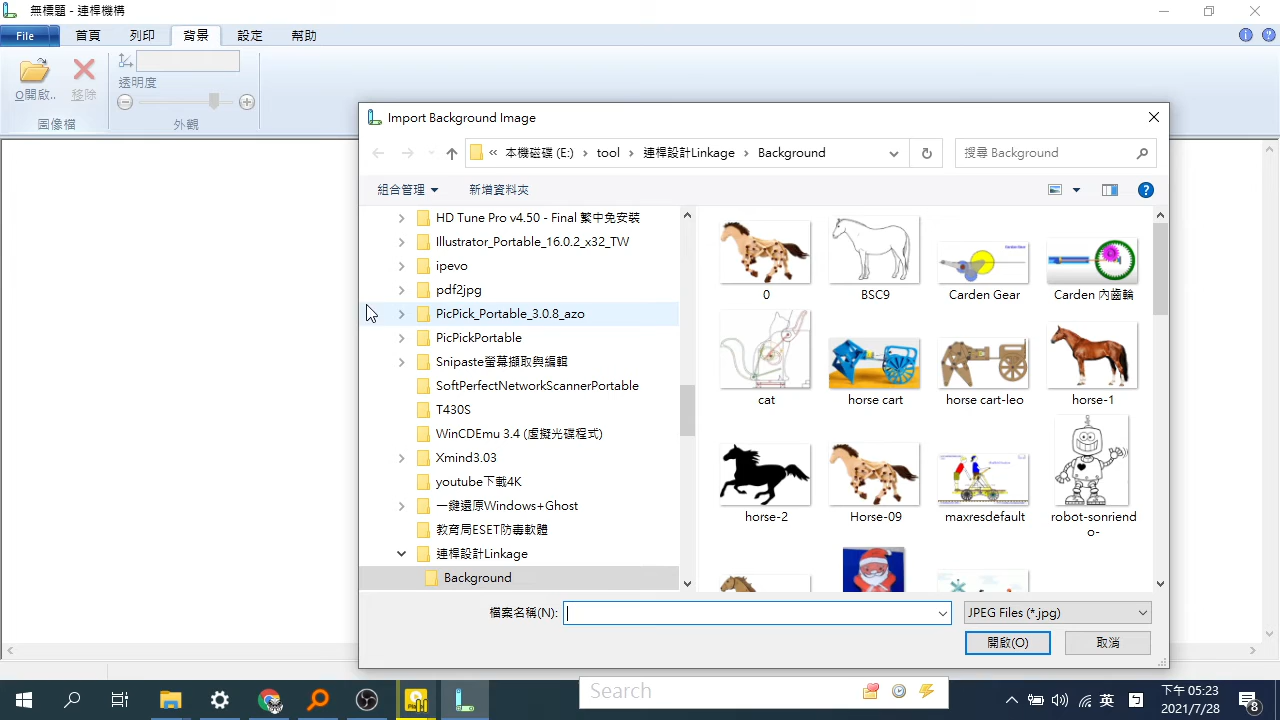 無標題 - 連桿機構
File 首頁 列印 背景 設定 幫助
O開啟.. 移除 透明度
圖像檔 外觀
Import Background Image
« 本機磁碟 (E:) › tool › 連桿設計Linkage › Background
搜尋 Background
組合管理 新增資料夾
HD Tune Pro v4.50 - Final 繁中免安裝
Illustrator_Portable_16.0.2_x32_TW
ipevo
pdf2jpg
PicPick_Portable_3.0.8_azo
PicPickPortable
Snipaste螢幕擷取與編輯
SoftPerfectNetworkScannerPortable
T430S
WinCDEmu 3.4 (虛擬光碟程式)
Xmind3.03
youtube下載4K
一鍵還原Windows+Ghost
教育局ESET防毒軟體
連桿設計Linkage
Background
Carden Gear
0 BSC9 Carden Gear Carden 內齒輪
cat horse cart horse cart-leo horse-1
horse-2 Horse-09 maxresdefault robot-sonriendo-
檔案名稱(N): JPEG Files (*.jpg)
開啟(O) 取消
Search
英
下午 05:23
2021/7/28
8